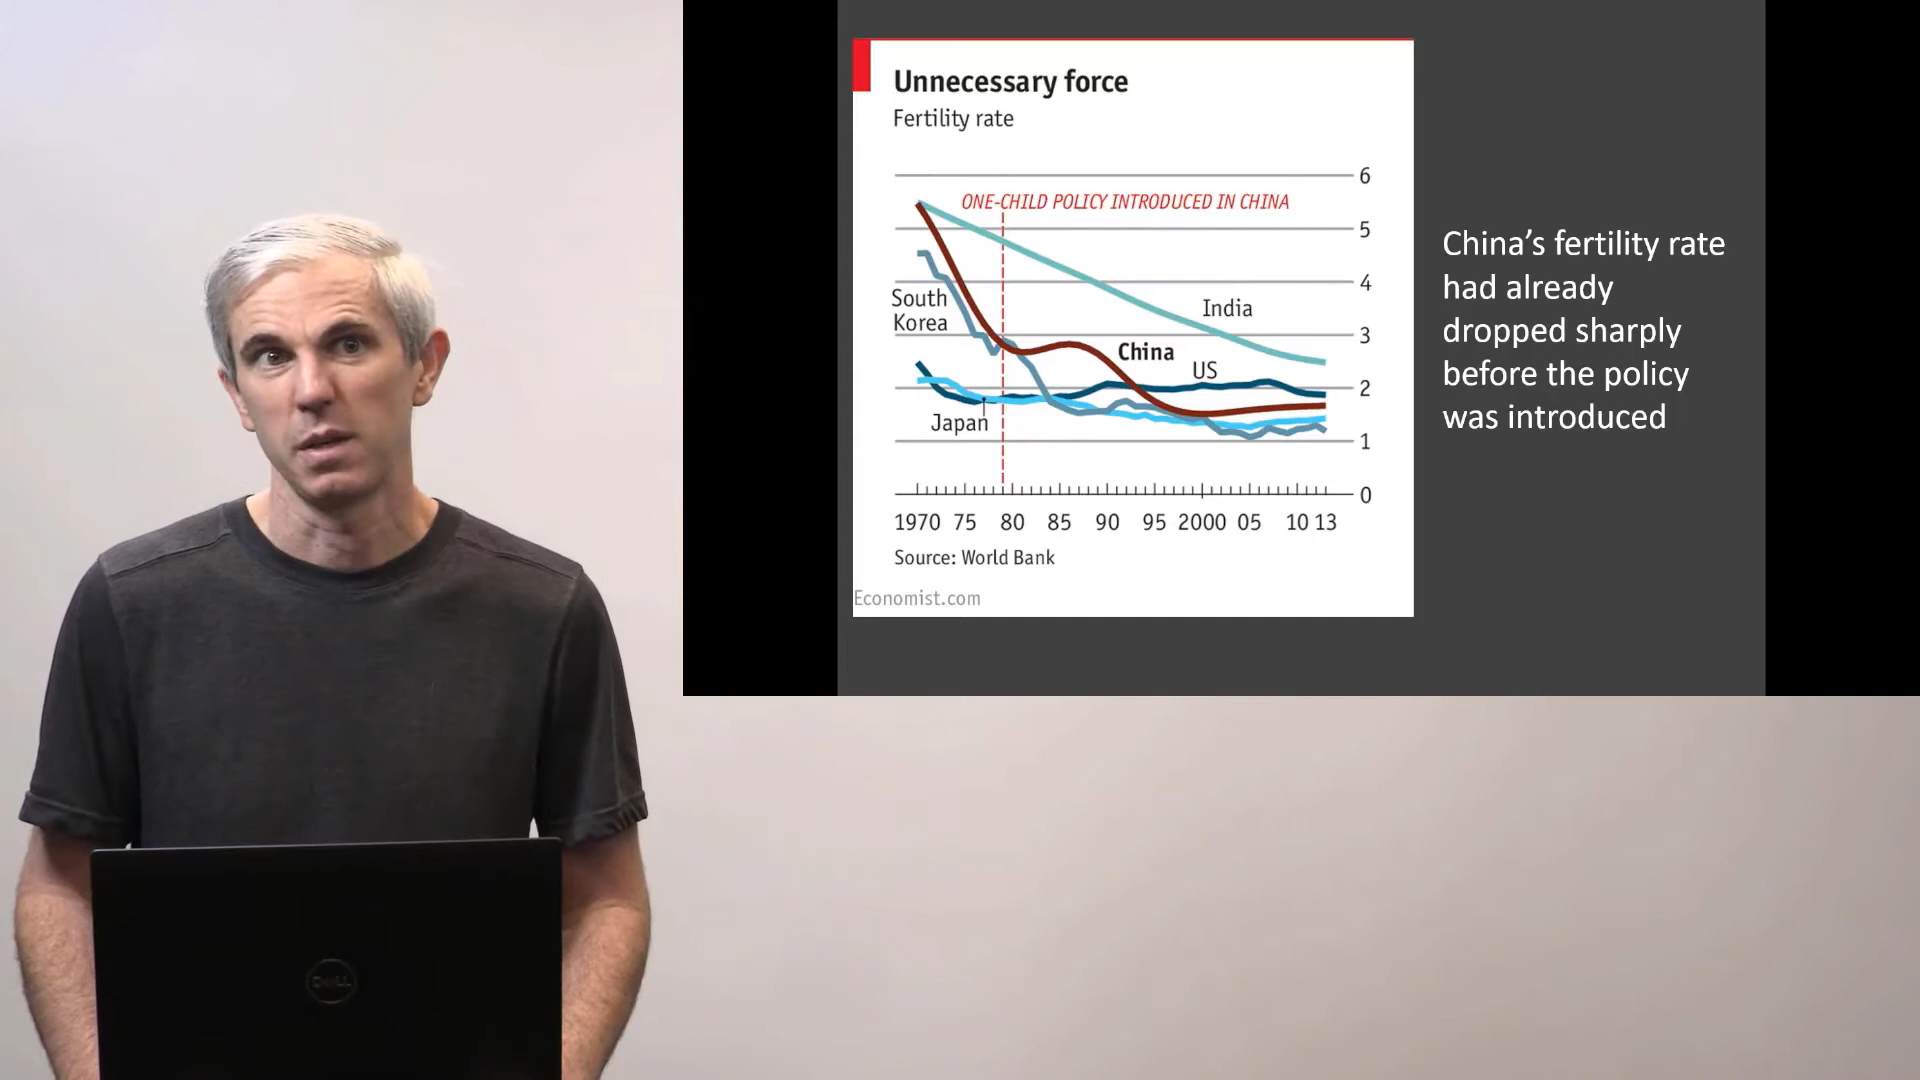 Unnecessary force
Fertility rate
6
ONE-CHILD POLICY INTRODUCED IN CHINA
5
4
South
Korea
India
3
China
US
2
Japan
1
0
1970 75 80 85 90 95 2000 05 10 13
Source: World Bank
Economist.com
China’s fertility rate
had already
dropped sharply
before the policy
was introduced
DELL